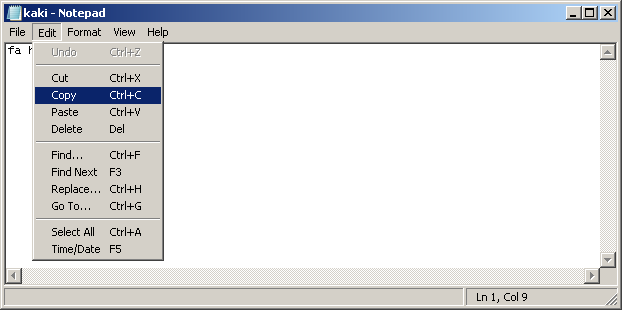 kaki - Notepad
File Edit Format View Help
fa
Undo Ctrl+Z
Cut Ctrl+X
Copy Ctrl+C
Paste Ctrl+V
Delete Del
Find... Ctrl+F
Find Next F3
Replace... Ctrl+H
Go To... Ctrl+G
Select All Ctrl+A
Time/Date F5
Ln 1, Col 9